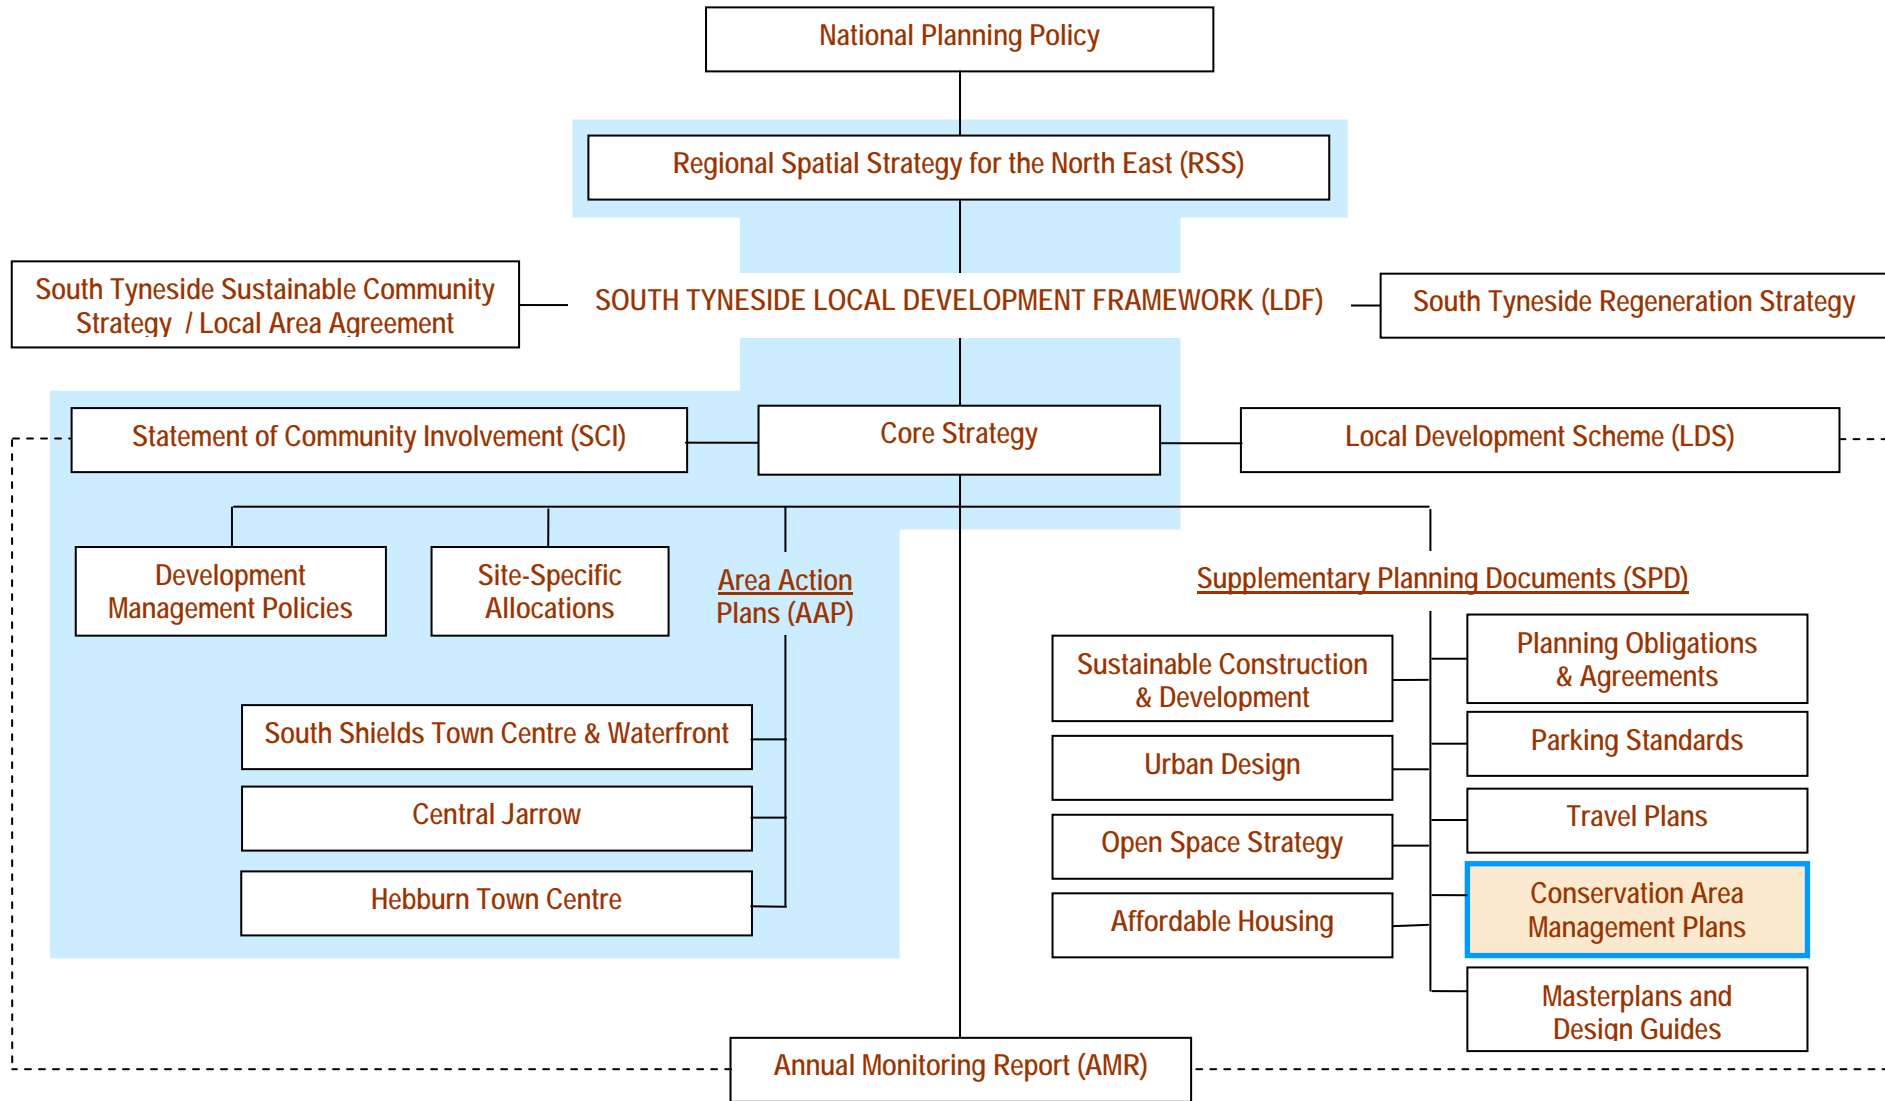 National Planning Policy
Regional Spatial Strategy for the North East (RSS)
South Tyneside Sustainable Community
Strategy / Local Area Agreement
SOUTH TYNESIDE LOCAL DEVELOPMENT FRAMEWORK (LDF)
South Tyneside Regeneration Strategy
Statement of Community Involvement (SCI)
Core Strategy
Local Development Scheme (LDS)
Development
Management Policies
Site-Specific
Allocations
Area Action
Plans (AAP)
South Shields Town Centre & Waterfront
Central Jarrow
Hebburn Town Centre
Supplementary Planning Documents (SPD)
Sustainable Construction
& Development
Urban Design
Open Space Strategy
Affordable Housing
Planning Obligations
& Agreements
Parking Standards
Travel Plans
Conservation Area
Management Plans
Masterplans and
Design Guides
Annual Monitoring Report (AMR)